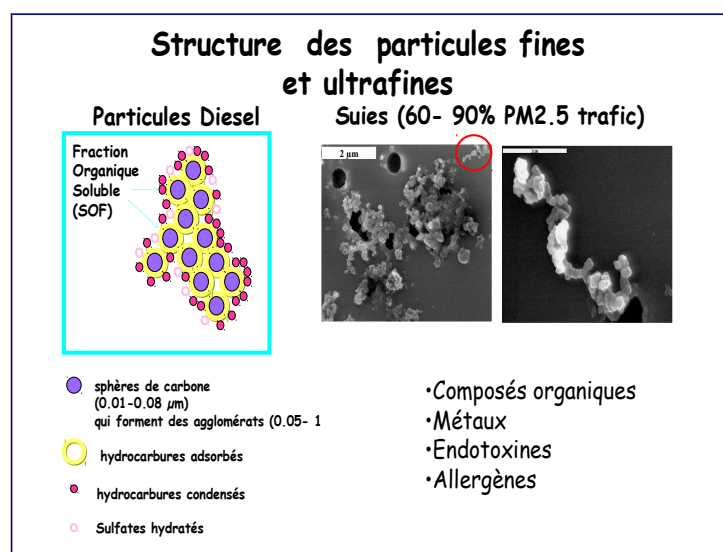 Structure des particules fines
et ultrafines
Particules Diesel
Suies (60- 90% PM2.5 trafic)
Fraction
Organique
Soluble
(SOF)
2 µm
sphères de carbone
(0.01-0.08 µm)
qui forment des agglomérats (0.05- 1
hydrocarbures adsorbés
hydrocarbures condensés
Sulfates hydratés
•Composés organiques
•Métaux
•Endotoxines
•Allergènes